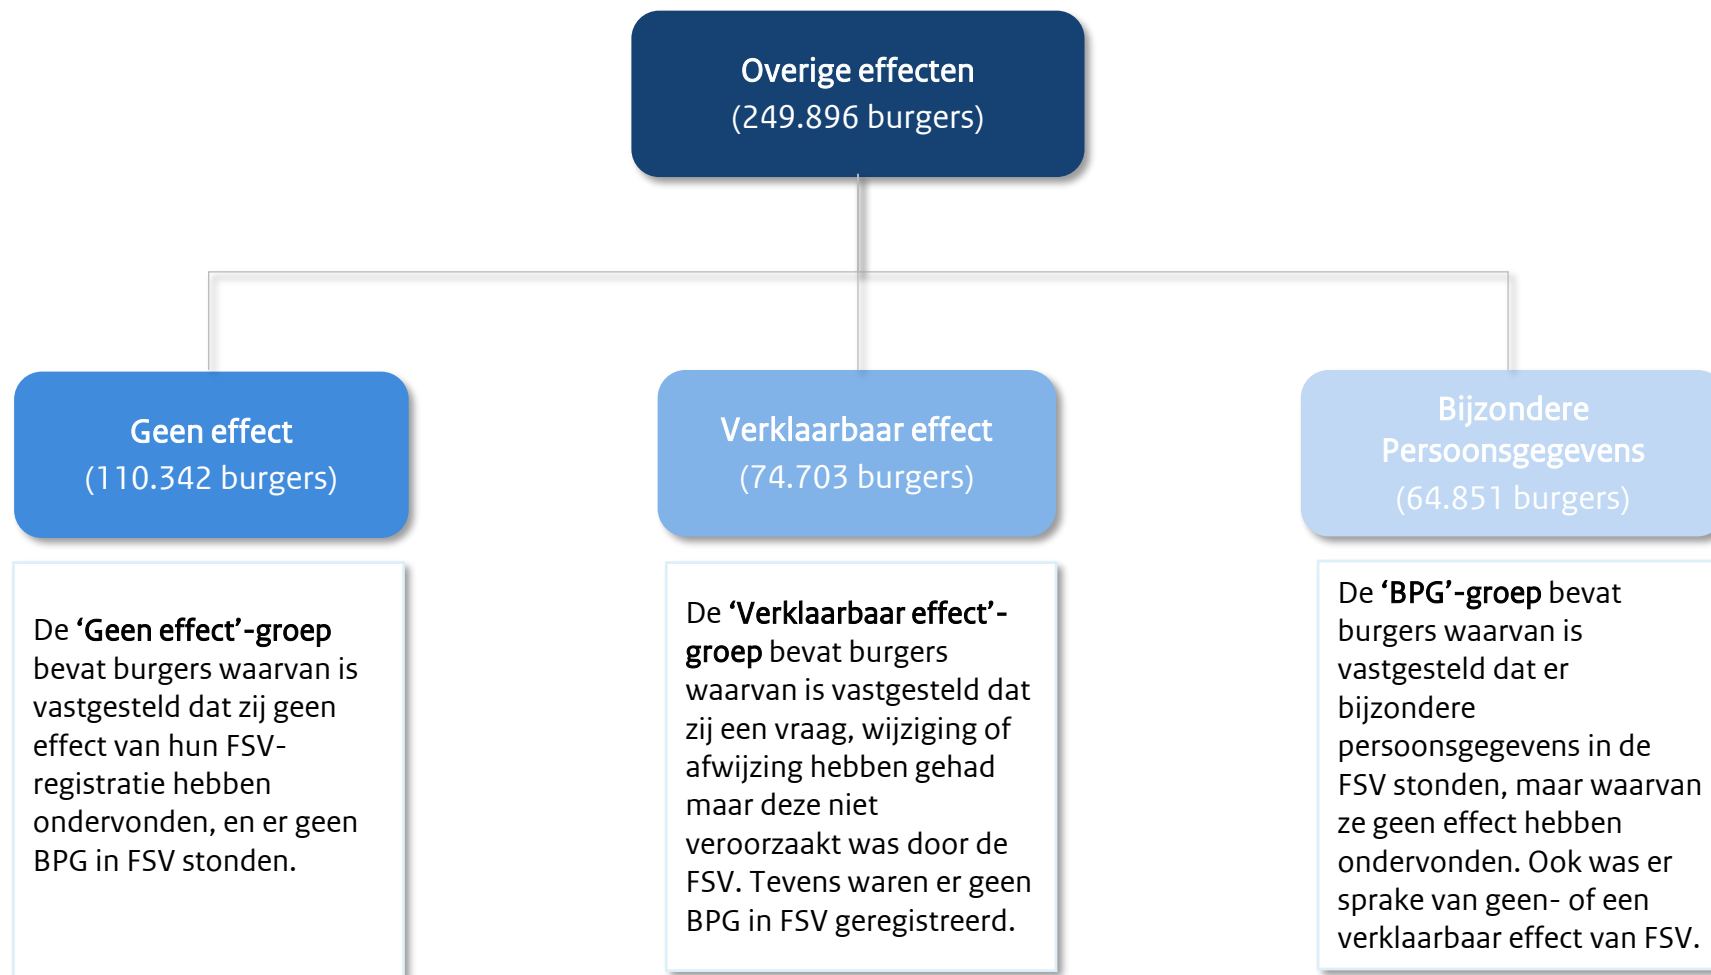 Overige effecten
(249.896 burgers)
Geen effect
(110.342 burgers)
Verklaarbaar effect
(74.703 burgers)
Bijzondere
Persoonsgegevens
(64.851 burgers)
De ‘Geen effect’-groep
bevat burgers waarvan is
vastgesteld dat zij geen
effect van hun FSV-
registratie hebben
ondervonden, en er geen
BPG in FSV stonden.
De ‘Verklaarbaar effect’-
groep bevat burgers
waarvan is vastgesteld dat
zij een vraag, wijziging of
afwijzing hebben gehad
maar deze niet
veroorzaakt was door de
FSV. Tevens waren er geen
BPG in FSV geregistreerd.
De ‘BPG’-groep bevat
burgers waarvan is
vastgesteld dat er
bijzondere
persoonsgegevens in de
FSV stonden, maar waarvan
ze geen effect hebben
ondervonden. Ook was er
sprake van geen- of een
verklaarbaar effect van FSV.